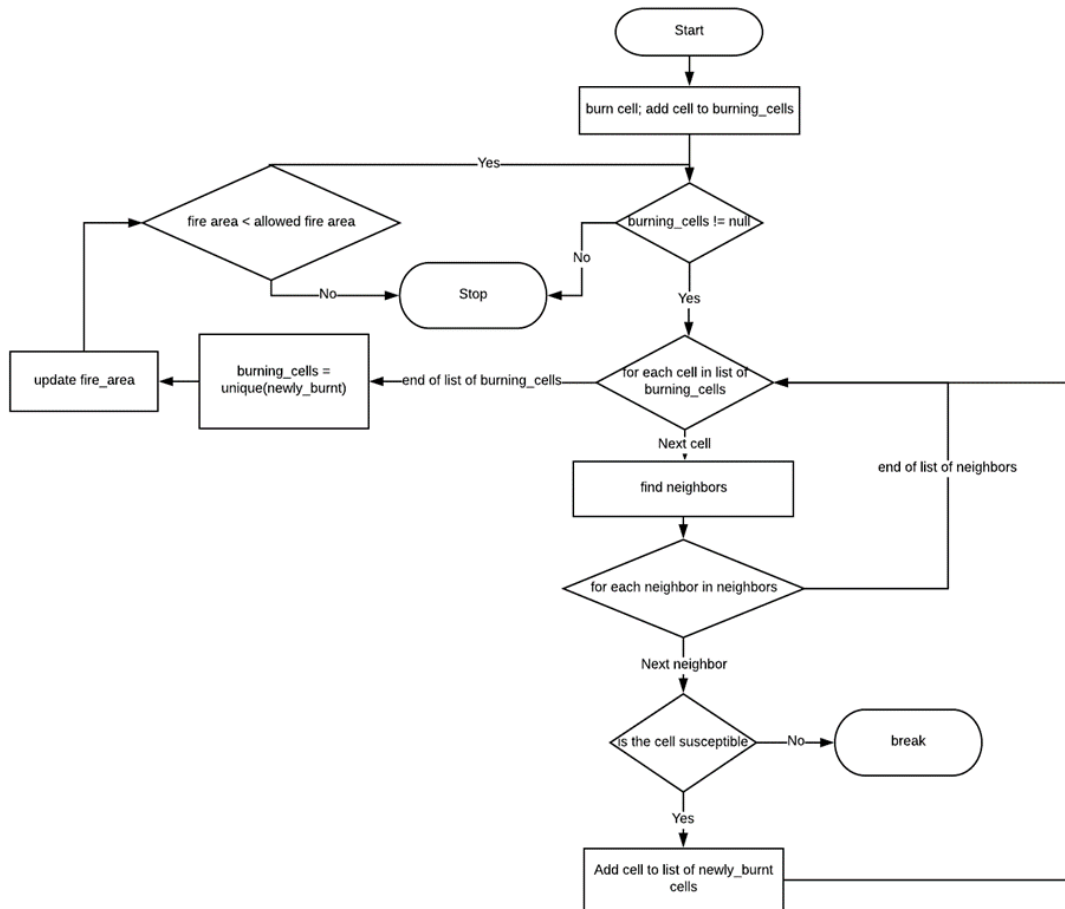 Start
burn cell; add cell to burning_cells
Yes
fire area < allowed fire area
burning_cells != null
No
No
Stop
Yes
update fire_area
burning_cells =
unique(newly_burnt)
end of list of burning_cells
for each cell in list of
burning_cells
Next cell
end of list of neighbors
find neighbors
for each neighbor in neighbors
Next neighbor
is the cell susceptible
No
break
Yes
Add cell to list of newly_burnt
cells